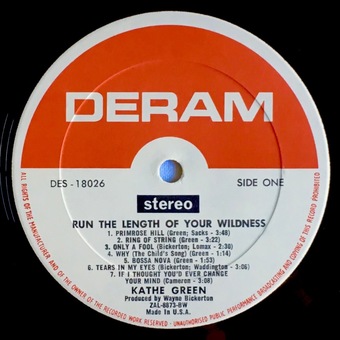 DERAM
DES - 18026
SIDE ONE
stereo
RUN THE LENGTH OF YOUR WILDNESS
1. PRIMROSE HILL (Green; Sacks - 3:48)
2. RING OF STRING (Green - 3:22)
3. ONLY A FOOL (Bickerton; Lomax - 2:30)
4. WHY (The Child's Song) (Green - 1:14)
5. BOSSA NOVA (Green - 1:53)
6. TEARS IN MY EYES (Bickerton; Waddington - 3:06)
7. IF I THOUGHT YOU'D EVER CHANGE
YOUR MIND (Cameron - 3:08)
KATHE GREEN
Produced by Wayne Bickerton
ZAL-8873-BW
Made in U.S.A.
ALL RIGHTS OF THE MANUFACTURER AND OF THE OWNER OF THE RECORDED WORK RESERVED - UNAUTHORISED PUBLIC PERFORMANCE BROADCASTING AND COPYING OF THIS RECORD PROHIBITED